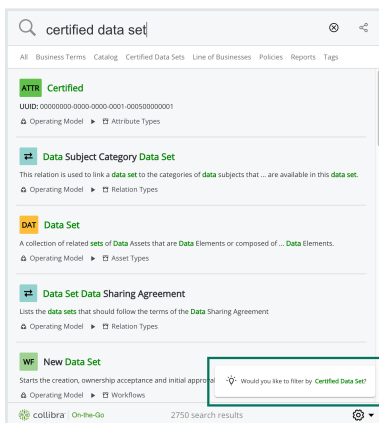 certified data set
All Business Terms Catalog Certified Data Sets Line of Businesses Policies Reports Tags
ATTR Certified
UUID: 00000000-0000-0000-0001-000500000001
Operating Model ▶ Attribute Types
Data Subject Category Data Set
This relation is used to link a data set to the categories of data subjects that ... are available in this data set.
Operating Model ▶ Relation Types
DAT Data Set
A collection of related sets of Data Assets that are Data Elements or composed of ... Data Elements.
Operating Model ▶ Asset Types
Data Set Data Sharing Agreement
Lists the data sets that should follow the terms of the Data Sharing Agreement
Operating Model ▶ Relation Types
WF New Data Set
Starts the creation, ownership acceptance and initial approval
Would you like to filter by Certified Data Set?
Operating Model ▶ Workflows
collibra On-the-Go 2750 search results